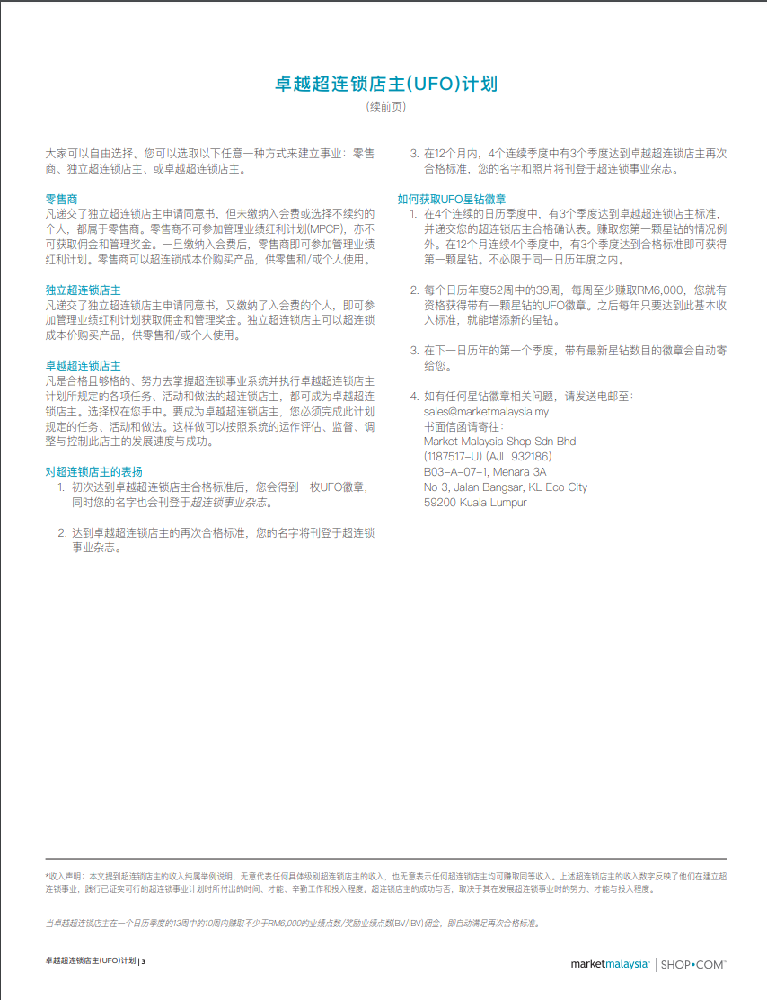 卓越超连锁店主(UFO)计划
(续前页)
大家可以自由选择。您可以选取以下任意一种方式来建立事业：零售
商、独立超连锁店主、或卓越超连锁店主。
零售商
凡递交了独立超连锁店主申请同意书，但未缴纳入会费或选择不续约的
个人，都属于零售商。零售商不可参加管理业绩红利计划(MPCP)，亦不
可获取佣金和管理奖金。一旦缴纳入会费后，零售商即可参加管理业绩
红利计划。零售商可以超连锁成本价购买产品，供零售和/或个人使用。
独立超连锁店主
凡递交了独立超连锁店主申请同意书，又缴纳了入会费的个人，即可参
加管理业绩红利计划获取佣金和管理奖金。独立超连锁店主可以超连锁
成本价购买产品，供零售和/或个人使用。
卓越超连锁店主
凡是合格且够格的、努力去掌握超连锁事业系统并执行卓越超连锁店主
计划所规定的各项任务、活动和做法的超连锁店主，都可成为卓越超连
锁店主。选择权在您手中。要成为卓越超连锁店主，您必须完成此计划
规定的任务、活动和做法。这样做可以按照系统的运作评估、监督、调
整与控制此店主的发展速度与成功。
对超连锁店主的表扬
1. 初次达到卓越超连锁店主合格标准后，您会得到一枚UFO徽章，
同时您的名字也会刊登于超连锁事业杂志。
2. 达到卓越超连锁店主的再次合格标准，您的名字将刊登于超连锁
事业杂志。
3. 在12个月内，4个连续季度中有3个季度达到卓越超连锁店主再次
合格标准，您的名字和照片将刊登于超连锁事业杂志。
如何获取UFO星钻徽章
1. 在4个连续的日历季度中，有3个季度达到卓越超连锁店主标准，
并递交您的超连锁店主合格确认表。赚取您第一颗星钻的情况例
外。在12个月连续4个季度中，有3个季度达到合格标准即可获得
第一颗星钻。不必限于同一日历年度之内。
2. 每个日历年度52周中的39周，每周至少赚取RM6,000，您就有
资格获得带有一颗星钻的UFO徽章。之后每年只要达到此基本收
入标准，就能增添新的星钻。
3. 在下一日历年的第一个季度，带有最新星钻数目的徽章会自动寄
给您。
4. 如有任何星钻徽章相关问题，请发送电邮至：
sales@marketmalaysia.my
书面信函请寄往：
Market Malaysia Shop Sdn Bhd
(1187517-U) (AJL 932186)
B03-A-07-1, Menara 3A
No 3, Jalan Bangsar, KL Eco City
59200 Kuala Lumpur
*收入声明：本文提到超连锁店主的收入纯属举例说明，无意代表任何具体级别超连锁店主的收入，也无意表示任何超连锁店主均可赚取同等收入。上述超连锁店主的收入数字反映了他们在建立超
连锁事业，践行已证实可行的超连锁事业计划时所付出的时间、才能、辛勤工作和投入程度。超连锁店主的成功与否，取决于其在发展超连锁事业时的努力、才能与投入程度。
当卓越超连锁店主在一个日历季度的13周中的10周内赚取不少于RM6,000的业绩点数/奖励业绩点数(BV/IBV)佣金，即自动满足再次合格标准。
卓越超连锁店主(UFO)计划 | 3
marketmalaysia™ | SHOP•COM™